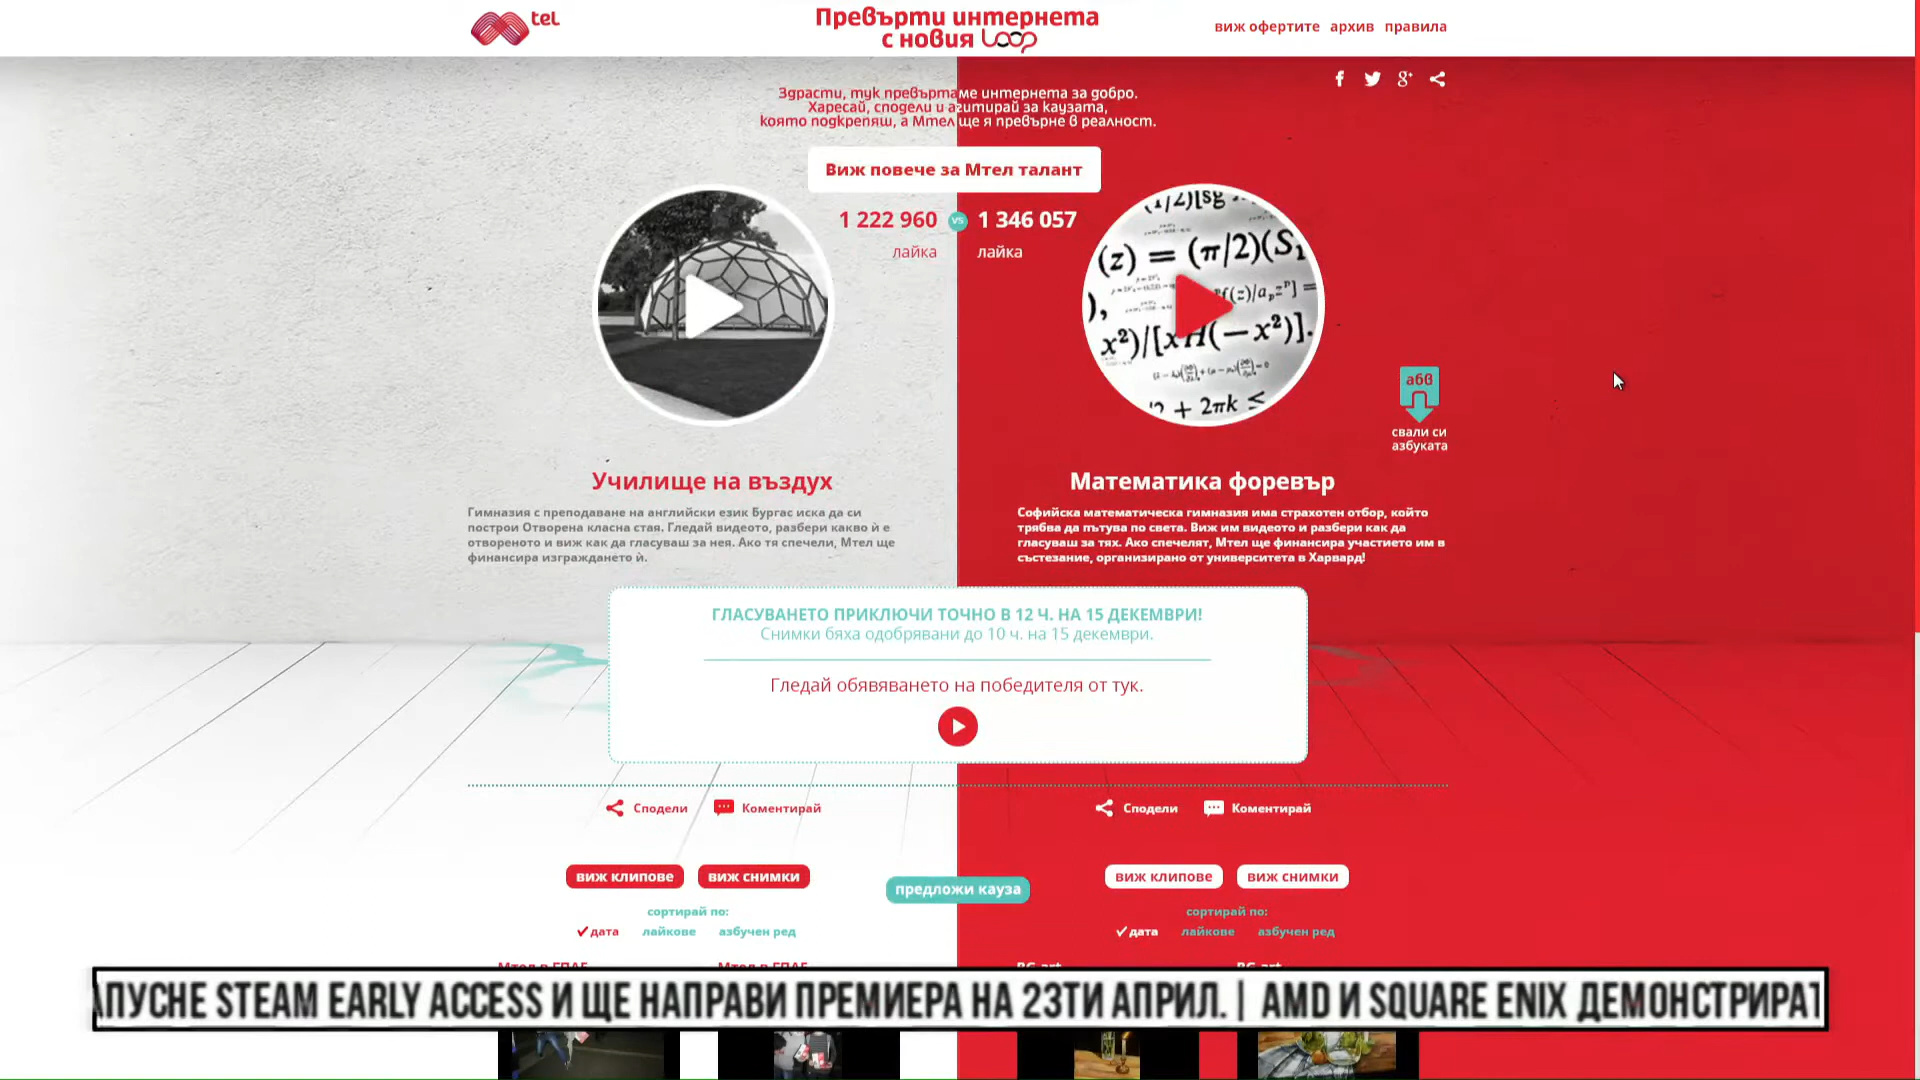 tel
Превърти интернета
с новия Loop
виж офертите архив правила
Здрасти, тук превъртаме интернета за добро.
Харесай, сподели и агитирай за каузата,
която подкрепяш, а Мтел ще я превърне в реалност.
Виж повече за Мтел талант
1 222 960 vs 1 346 057
лайка лайка
абв
свали си
азбуката
Училище на въздух
Гимназия с преподаване на английски език Бургас иска да си
построи Отворена класна стая. Гледай видеото, разбери какво ѝ е
отвореното и виж как да гласуваш за нея. Ако тя спечели, Мтел ще
финансира изграждането ѝ.
Математика форевър
Софийска математическа гимназия има страхотен отбор, който
трябва да пътува по света. Виж им видеото и разбери как да
гласуваш за тях. Ако спечелят, Мтел ще финансира участието им в
състезание, организирано от университета в Харвард!
ГЛАСУВАНЕТО ПРИКЛЮЧИ ТОЧНО В 12 Ч. НА 15 ДЕКЕМВРИ!
Снимки бяха одобрявани до 10 ч. на 15 декември.
Гледай обявяването на победителя от тук.
Сподели Коментирай Сподели Коментирай
виж клипове виж снимки предложи кауза виж клипове виж снимки
сортирай по: сортирай по:
дата лайкове азбучен ред дата лайкове азбучен ред
АПУСНЕ STEAM EARLY ACCESS И ЩЕ НАПРАВИ ПРЕМИЕРА НА 23ТИ АПРИЛ. | AMD И SQUARE ENIX ДЕМОНСТРИРАТ